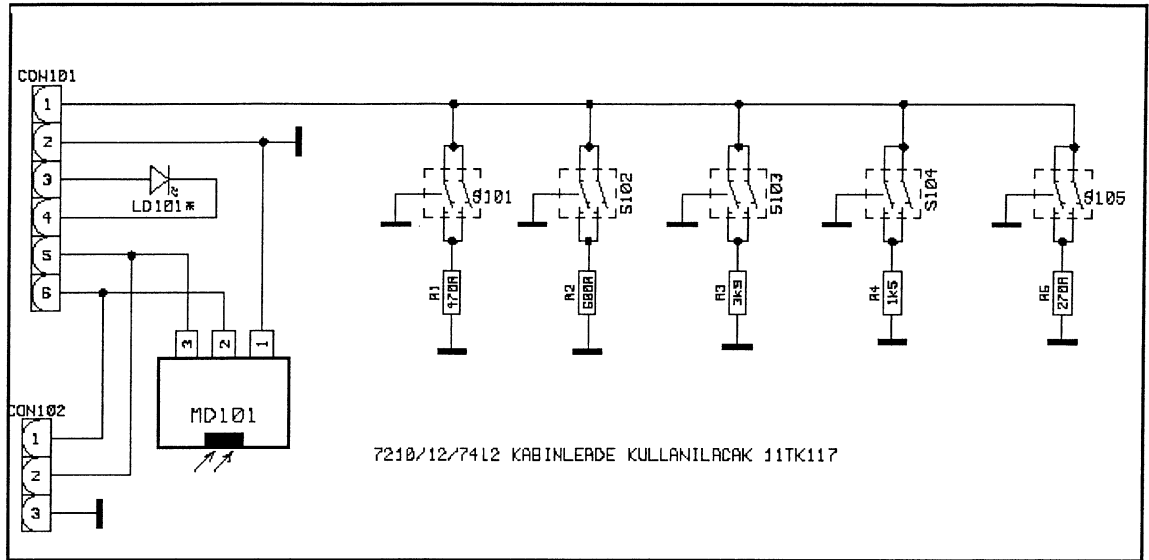 CON101
1
2
3
4
5
6
LD101*
S101
S102
S103
S104
S105
R1
470R
R2
680R
R3
3k9
R4
1k5
R6
270R
3
2
1
MD101
CON102
1
2
3
7210/12/7412 KABINLERDE KULLANILACAK 11TK117